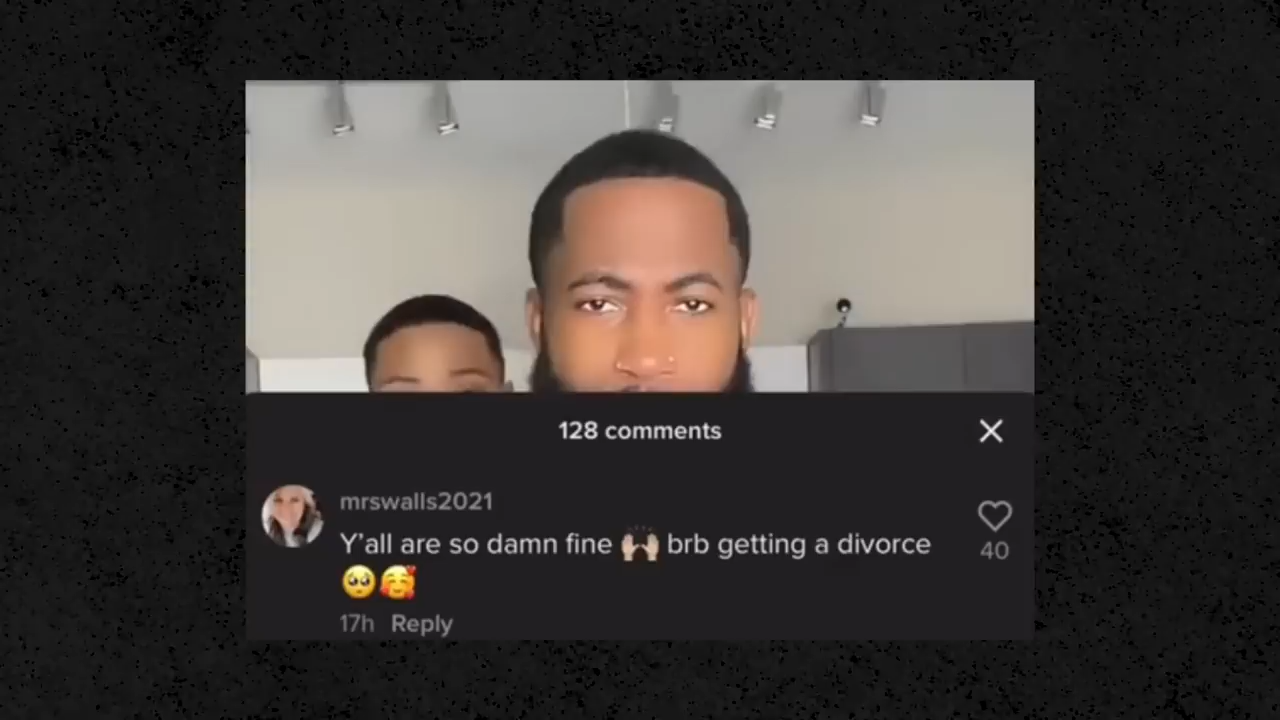 128 comments
mrswalls2021
Y’all are so damn fine 🙌🏼 brb getting a divorce
🥺🥰
40
17h Reply